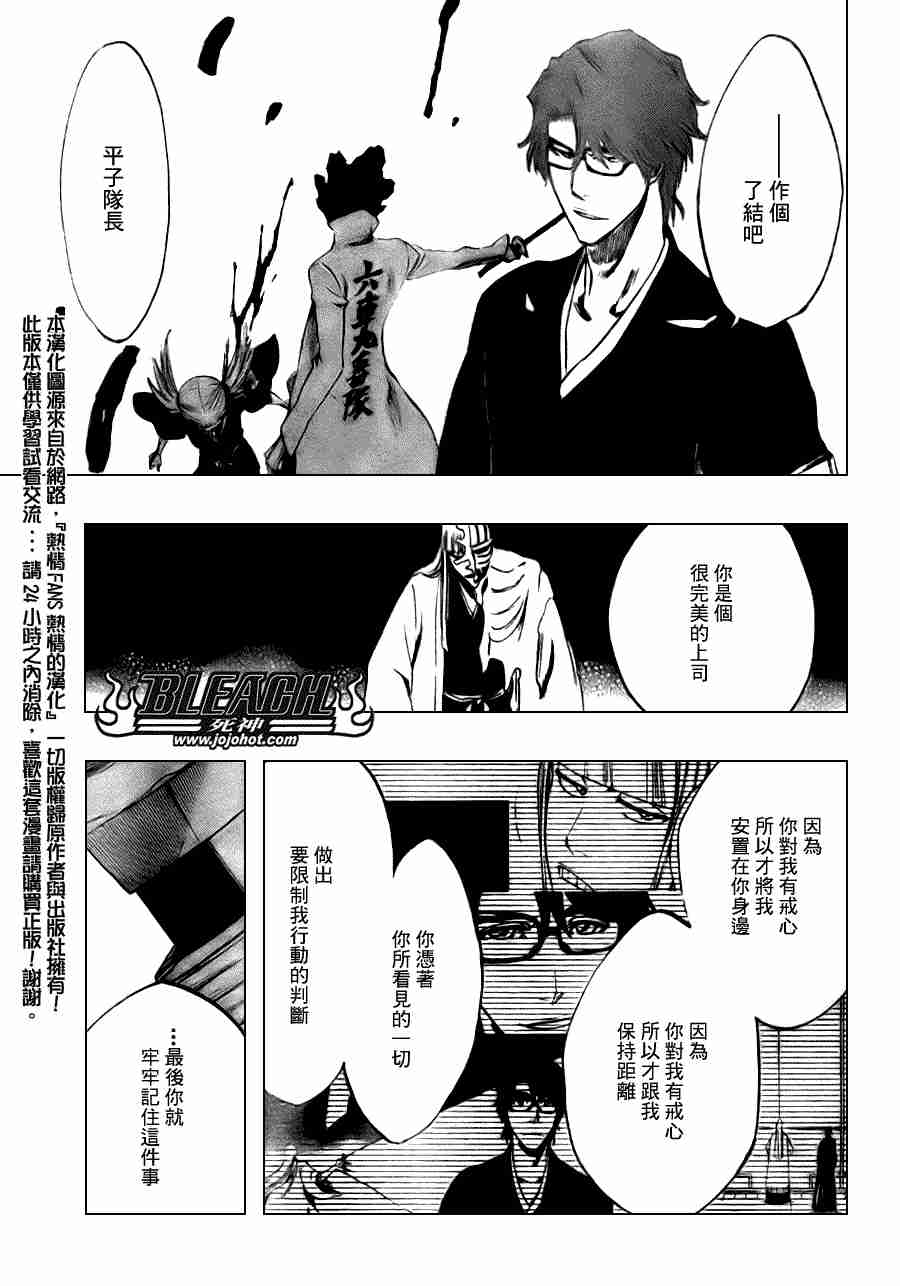 ——作個
了結吧
平子隊長
六車九番隊
你是個
很完美的上司
BLEACH
死神
www.jojohot.com
因為
你對我有戒心
所以才將我
安置在你身邊
因為
你對我有戒心
所以才跟我
保持距離
你憑著
你所看見的一切
做出
要限制我行動的判斷
…最後你就
牢牢記住這件事
本漢化圖源來自於網路，『熱情FANS熱情的漢化』一切版權歸原作者與出版社擁有！
此版本僅供學習試看交流…請24小時之內消除，喜歡這套漫畫請購買正版！謝謝。